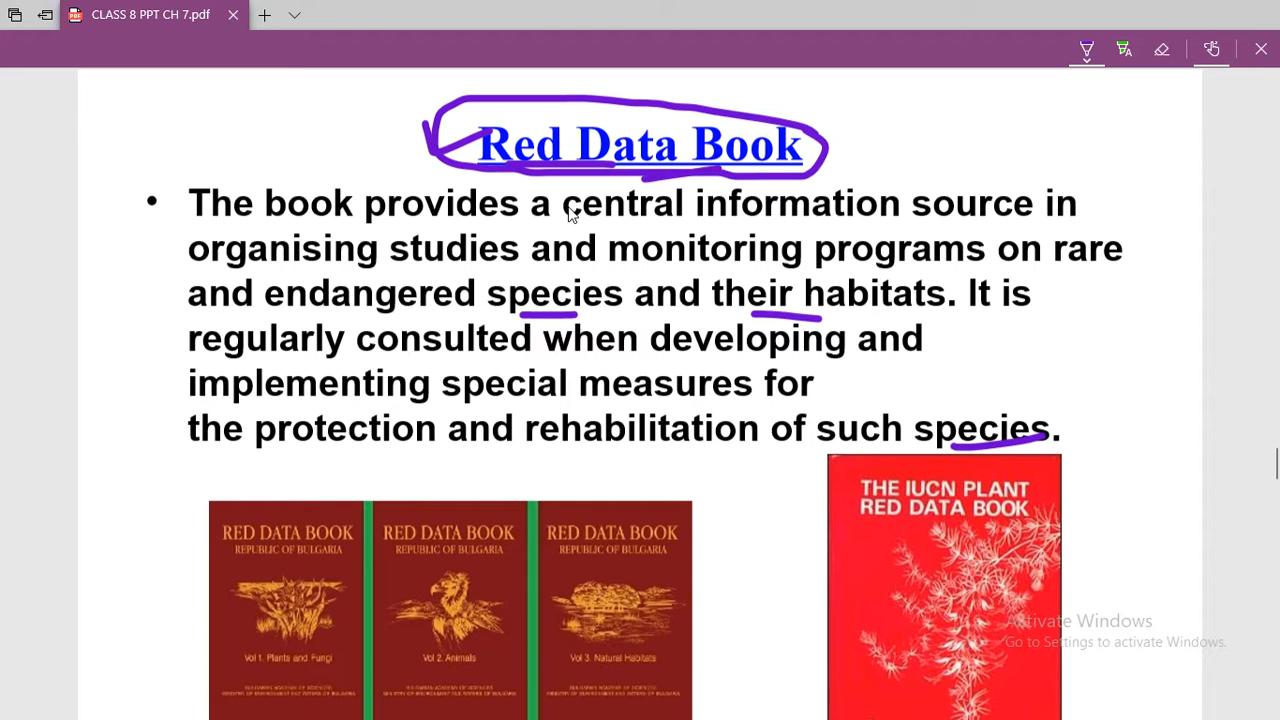 CLASS 8 PPT CH 7.pdf
Red Data Book
• The book provides a central information source in
organising studies and monitoring programs on rare
and endangered species and their habitats. It is
regularly consulted when developing and
implementing special measures for
the protection and rehabilitation of such species.
THE IUCN PLANT
RED DATA BOOK
RED DATA BOOK
REPUBLIC OF BULGARIA
Vol 1. Plants and Fungi
RED DATA BOOK
REPUBLIC OF BULGARIA
Vol 2. Animals
RED DATA BOOK
REPUBLIC OF BULGARIA
Vol 3. Natural Habitats
Activate Windows
Go to Settings to activate Windows.